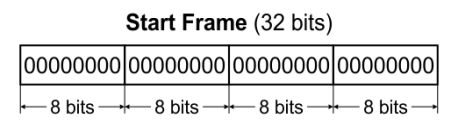 Start Frame (32 bits)
00000000 00000000 00000000 00000000
8 bits 8 bits 8 bits 8 bits